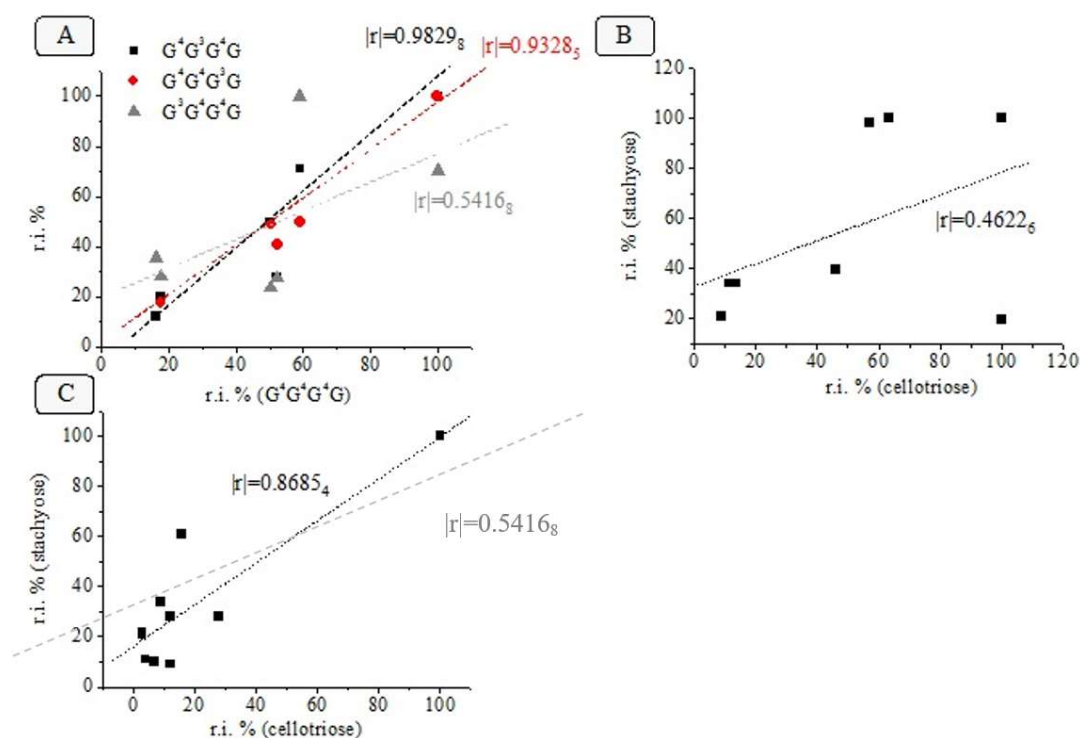 A
G⁴G³G⁴G
G⁴G⁴G³G
G³G⁴G⁴G
|r|=0.9829₈
|r|=0.9328₅
|r|=0.5416₈
r.i. %
100
80
60
40
20
0
0 20 40 60 80 100
r.i. % (G⁴G⁴G⁴G)
B
r.i. % (stachyose)
120
100
80
60
40
20
|r|=0.4622₆
0 20 40 60 80 100 120
r.i. % (cellotriose)
C
r.i. % (stachyose)
100
80
60
40
20
0
|r|=0.8685₄
|r|=0.5416₈
0 20 40 60 80 100
r.i. % (cellotriose)